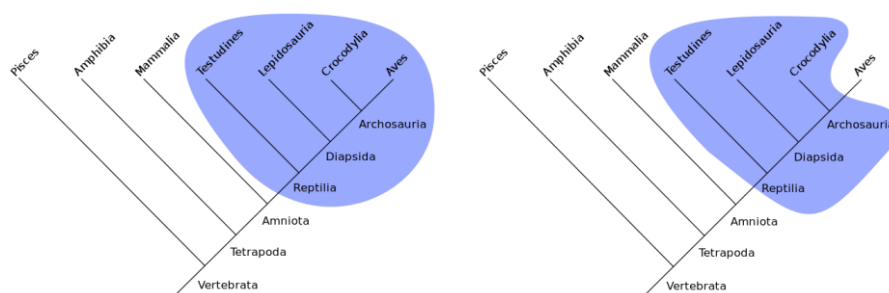 Pisces
Amphibia
Mammalia
Testudines
Lepidosauria
Crocodylia
Aves
Archosauria
Diapsida
Reptilia
Amniota
Tetrapoda
Vertebrata
Pisces
Amphibia
Mammalia
Testudines
Lepidosauria
Crocodylia
Aves
Archosauria
Diapsida
Reptilia
Amniota
Tetrapoda
Vertebrata